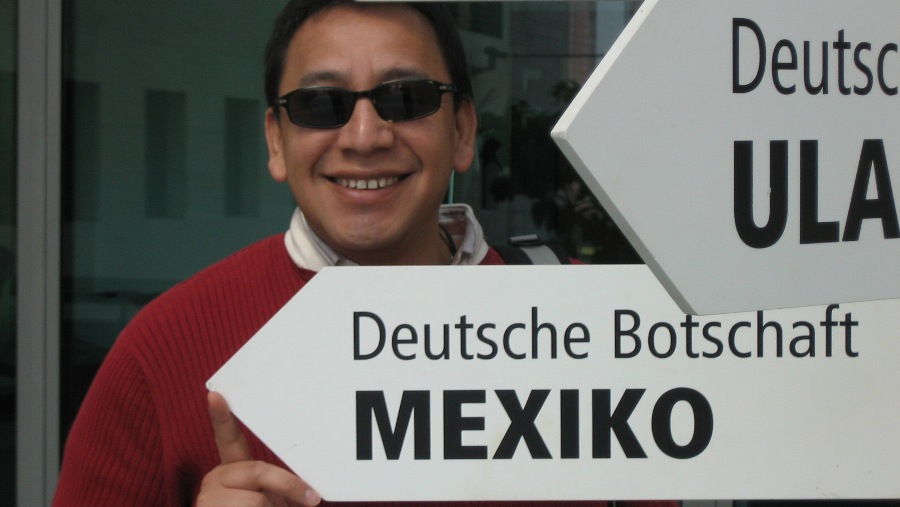 Deutsc
ULA
Deutsche Botschaft
MEXIKO